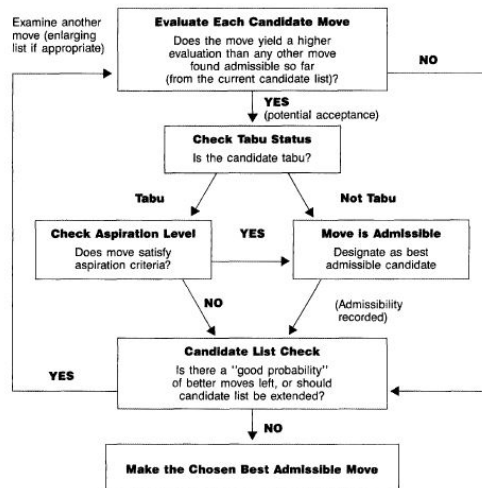 Examine another
move (enlarging
list if appropriate)
Evaluate Each Candidate Move
Does the move yield a higher
evaluation than any other move
found admissible so far
(from the current candidate list)?
NO
YES
(potential acceptance)
Check Tabu Status
Is the candidate tabu?
Tabu
Not Tabu
Check Aspiration Level
Does move satisfy
aspiration criteria?
YES
Move is Admissible
Designate as best
admissible candidate
NO
(Admissibility
recorded)
Candidate List Check
Is there a "good probability"
of better moves left, or should
candidate list be extended?
YES
NO
Make the Chosen Best Admissible Move